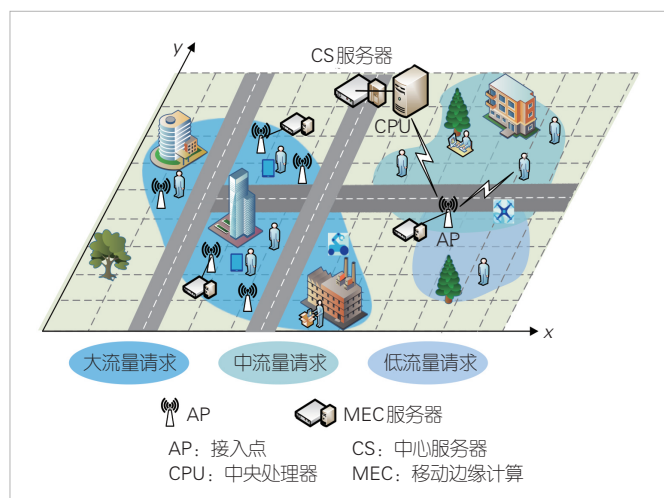 y
CS服务器
CPU
AP
x
大流量请求
中流量请求
低流量请求
AP
MEC服务器
AP：接入点
CS：中心服务器
CPU：中央处理器
MEC：移动边缘计算